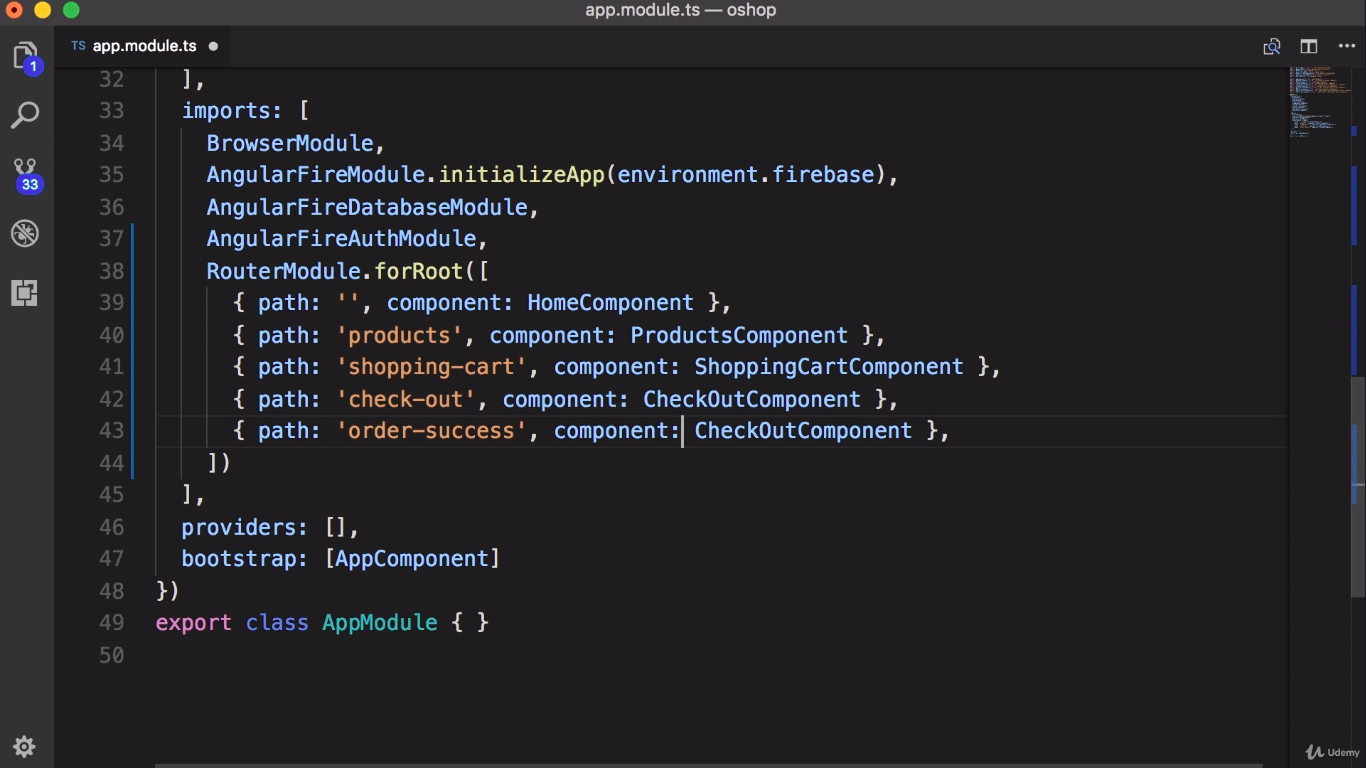 app.module.ts — oshop
TS app.module.ts
1
33
32 ],
33 imports: [
34 BrowserModule,
35 AngularFireModule.initializeApp(environment.firebase),
36 AngularFireDatabaseModule,
37 AngularFireAuthModule,
38 RouterModule.forRoot([
39 { path: '', component: HomeComponent },
40 { path: 'products', component: ProductsComponent },
41 { path: 'shopping-cart', component: ShoppingCartComponent },
42 { path: 'check-out', component: CheckOutComponent },
43 { path: 'order-success', component: CheckOutComponent },
44 ])
45 ],
46 providers: [],
47 bootstrap: [AppComponent]
48 })
49 export class AppModule { }
50
Udemy